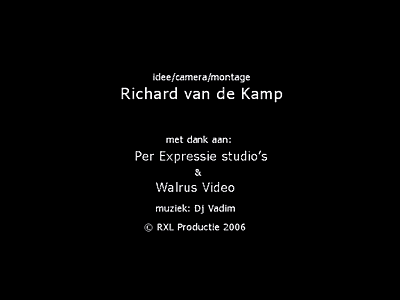 idee/camera/montage
Richard van de Kamp
met dank aan:
Per Expressie studio's
&
Walrus Video
muziek: Dj Vadim
© RXL Productie 2006